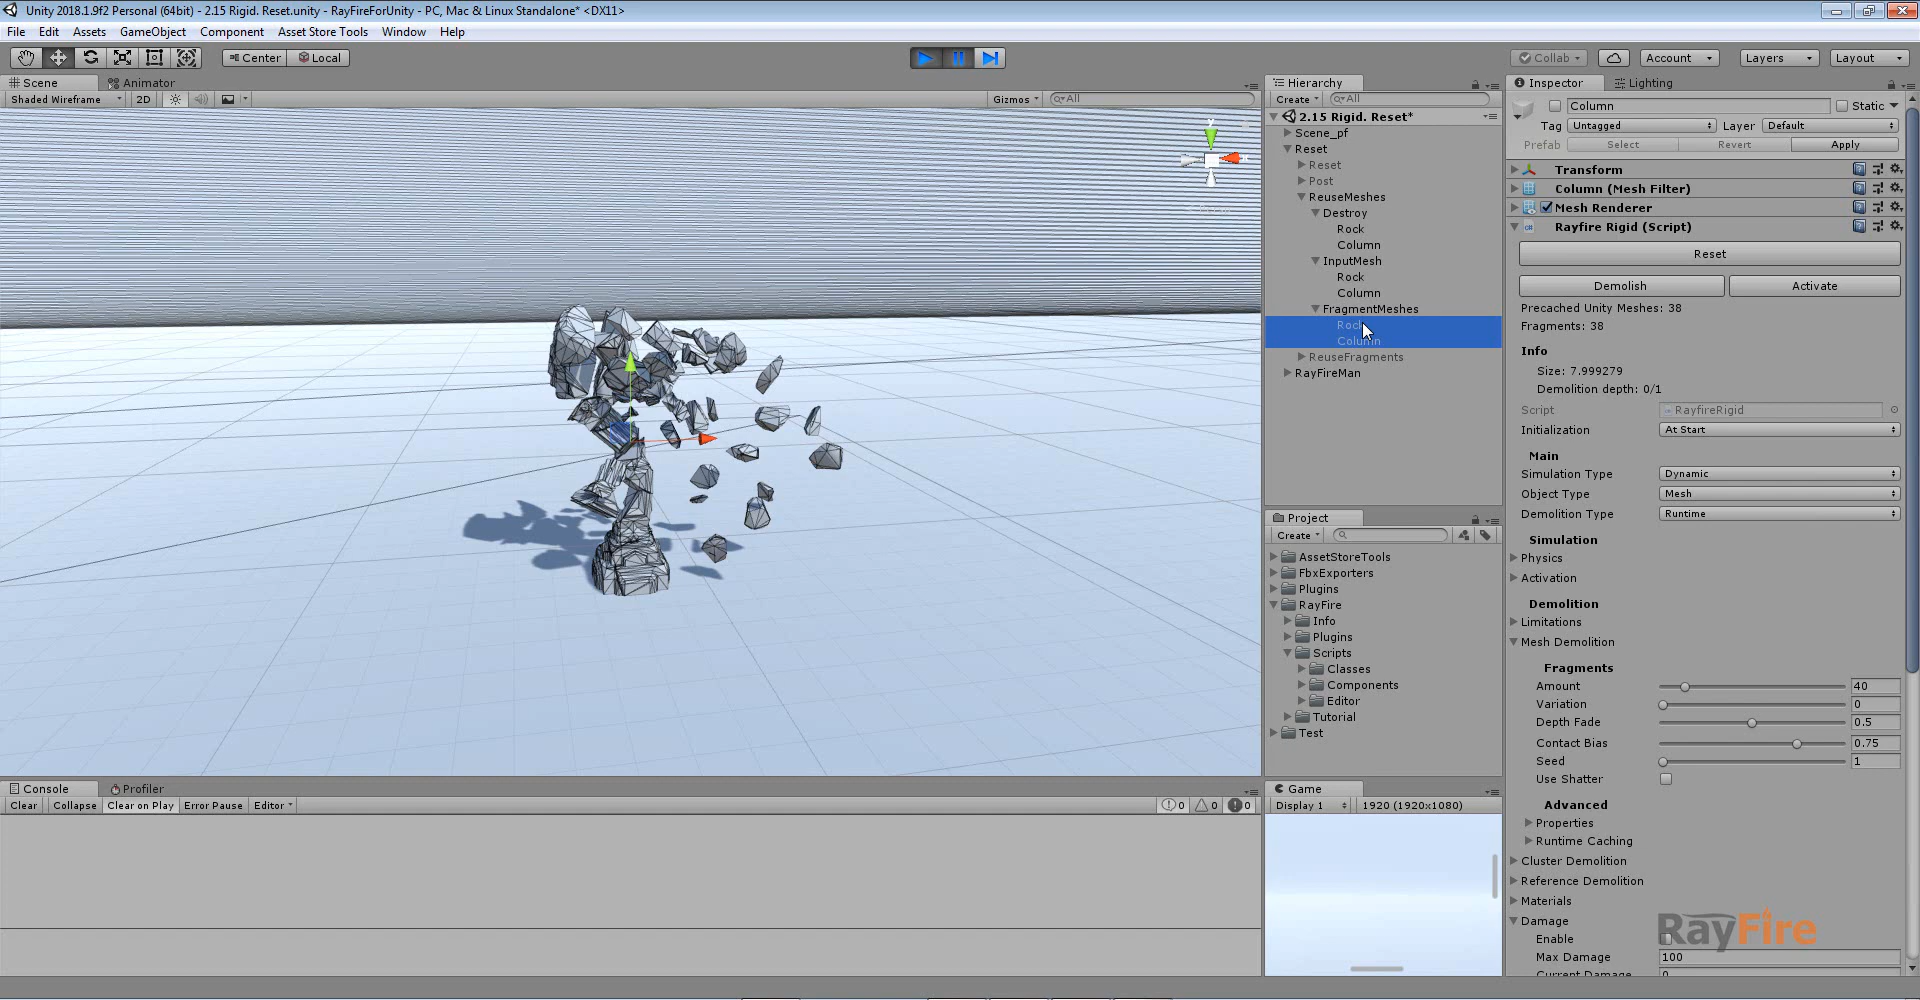 Unity 2018.1.9f2 Personal (64bit) - 2.15 Rigid. Reset.unity - RayFireForUnity - PC, Mac & Linux Standalone* <DX11>
File Edit Assets GameObject Component Asset Store Tools Window Help
Center Local Collab Account Layers Layout
Scene Animator
Shaded Wireframe 2D Gizmos All
Hierarchy
Create All
2.15 Rigid. Reset*
Scene_pf
Reset
Reset
Post
ReuseMeshes
Destroy
Rock
Column
InputMesh
Rock
Column
FragmentMeshes
Rock
Column
ReuseFragments
RayFireMan
Project
Create
AssetStoreTools
FbxExporters
Plugins
RayFire
Info
Plugins
Scripts
Classes
Components
Editor
Tutorial
Test
Console Profiler
Clear Collapse Clear on Play Error Pause Editor 0 0 0
Game
Display 1 1920 (1920x1080)
Inspector Lighting
Column Static
Tag Untagged Layer Default
Prefab Select Revert Apply
Transform
Column (Mesh Filter)
Mesh Renderer
Rayfire Rigid (Script)
Reset
Demolish Activate
Precached Unity Meshes: 38
Fragments: 38
Info
Size: 7.999279
Demolition depth: 0/1
Script RayfireRigid
Initialization At Start
Main
Simulation Type Dynamic
Object Type Mesh
Demolition Type Runtime
Simulation
Physics
Activation
Demolition
Limitations
Mesh Demolition
Fragments
Amount 40
Variation 0
Depth Fade 0.5
Contact Bias 0.75
Seed 1
Use Shatter
Advanced
Properties
Runtime Caching
Cluster Demolition
Reference Demolition
Materials
Damage
RayFire
Enable
Max Damage 100
Current Damage 0